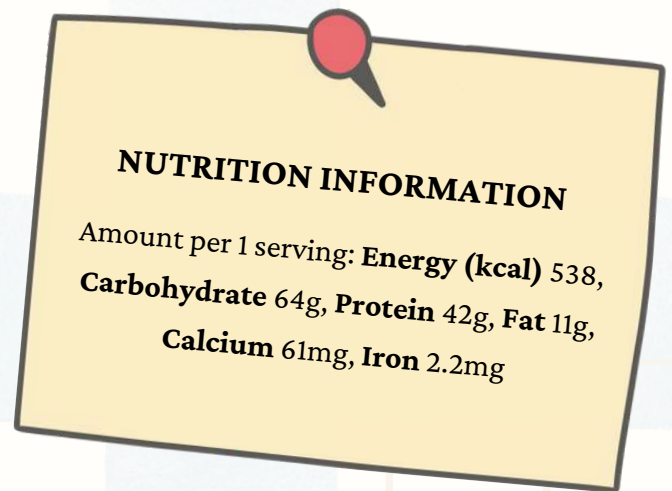 NUTRITION INFORMATION
Amount per 1 serving: Energy (kcal) 538,
Carbohydrate 64g, Protein 42g, Fat 11g,
Calcium 61mg, Iron 2.2mg